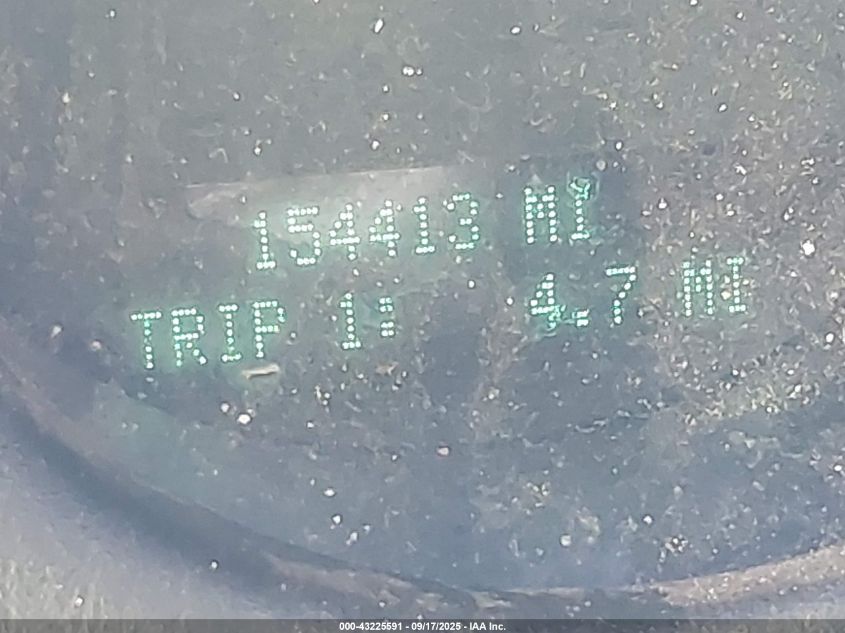 154413 MI
TRIP 1: 4.7 MI
000-43225591 - 09/17/2025 - IAA Inc.